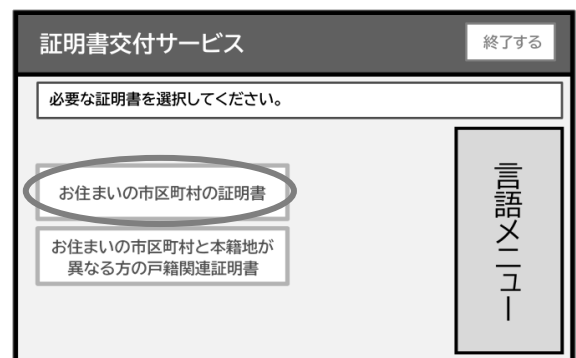 証明書交付サービス
終了する
必要な証明書を選択してください。
お住まいの市区町村の証明書
お住まいの市区町村と本籍地が
異なる方の戸籍関連証明書
言語メニュー